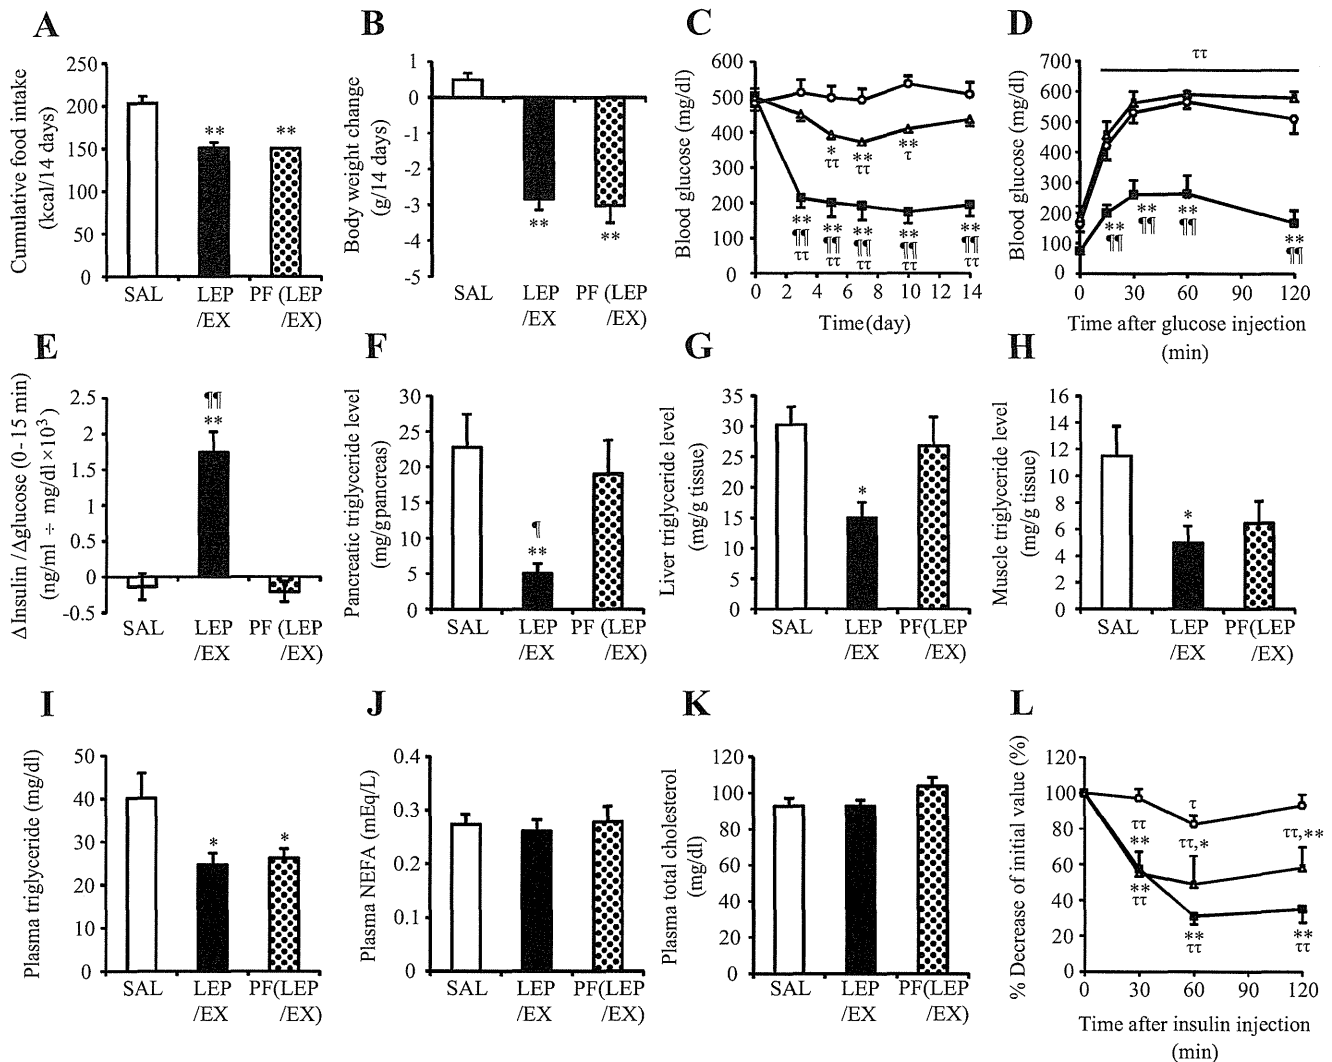 A
Cumulative food intake
(kcal/14 days)
250
200
150
100
50
0
**
**
SAL
LEP
/EX
PF (LEP
/EX)
B
Body weight change
(g/14 days)
1
0
-1
-2
-3
-4
-5
**
**
SAL
LEP
/EX
PF (LEP
/EX)
C
Blood glucose (mg/dl)
600
500
400
300
200
100
0
*
ττ
**
ττ
**
τ
**
¶¶
ττ
**
¶¶
ττ
**
¶¶
ττ
**
¶¶
ττ
**
¶¶
ττ
0 2 4 6 8 10 12 14
Time (day)
D
Blood glucose (mg/dl)
700
600
500
400
300
200
100
0
ττ
**
¶¶
**
¶¶
**
¶¶
**
¶¶
0 30 60 90 120
Time after glucose injection
(min)
E
ΔInsulin /Δglucose (0-15 min)
(ng/ml ÷ mg/dl ×10³)
2.5
2
1.5
1
0.5
0
-0.5
¶¶
**
SAL
LEP
/EX
PF (LEP
/EX)
F
Pancreatic triglyceride level
(mg/gpancreas)
30
25
20
15
10
5
0
¶
**
SAL
LEP
/EX
PF (LEP
/EX)
G
Liver triglyceride level
(mg/g tissue)
35
30
25
20
15
10
5
0
*
SAL
LEP
/EX
PF(LEP
/EX)
H
Muscle triglyceride level
(mg/g tissue)
16
14
12
10
8
6
4
2
0
*
SAL
LEP
/EX
PF(LEP
/EX)
I
Plasma triglyceride (mg/dl)
50
40
30
20
10
0
*
*
SAL
LEP
/EX
PF(LEP
/EX)
J
Plasma NEFA (mEq/L)
0.4
0.3
0.2
0.1
0
SAL
LEP
/EX
PF(LEP
/EX)
K
Plasma total cholesterol
(mg/dl)
120
100
80
60
40
20
0
SAL
LEP
/EX
PF(LEP
/EX)
L
% Decrease of initial value (%)
120
100
80
60
40
20
0
τ
ττ
**
ττ,*
ττ,**
**
ττ
**
ττ
**
ττ
0 30 60 90 120
Time after insulin injection
(min)